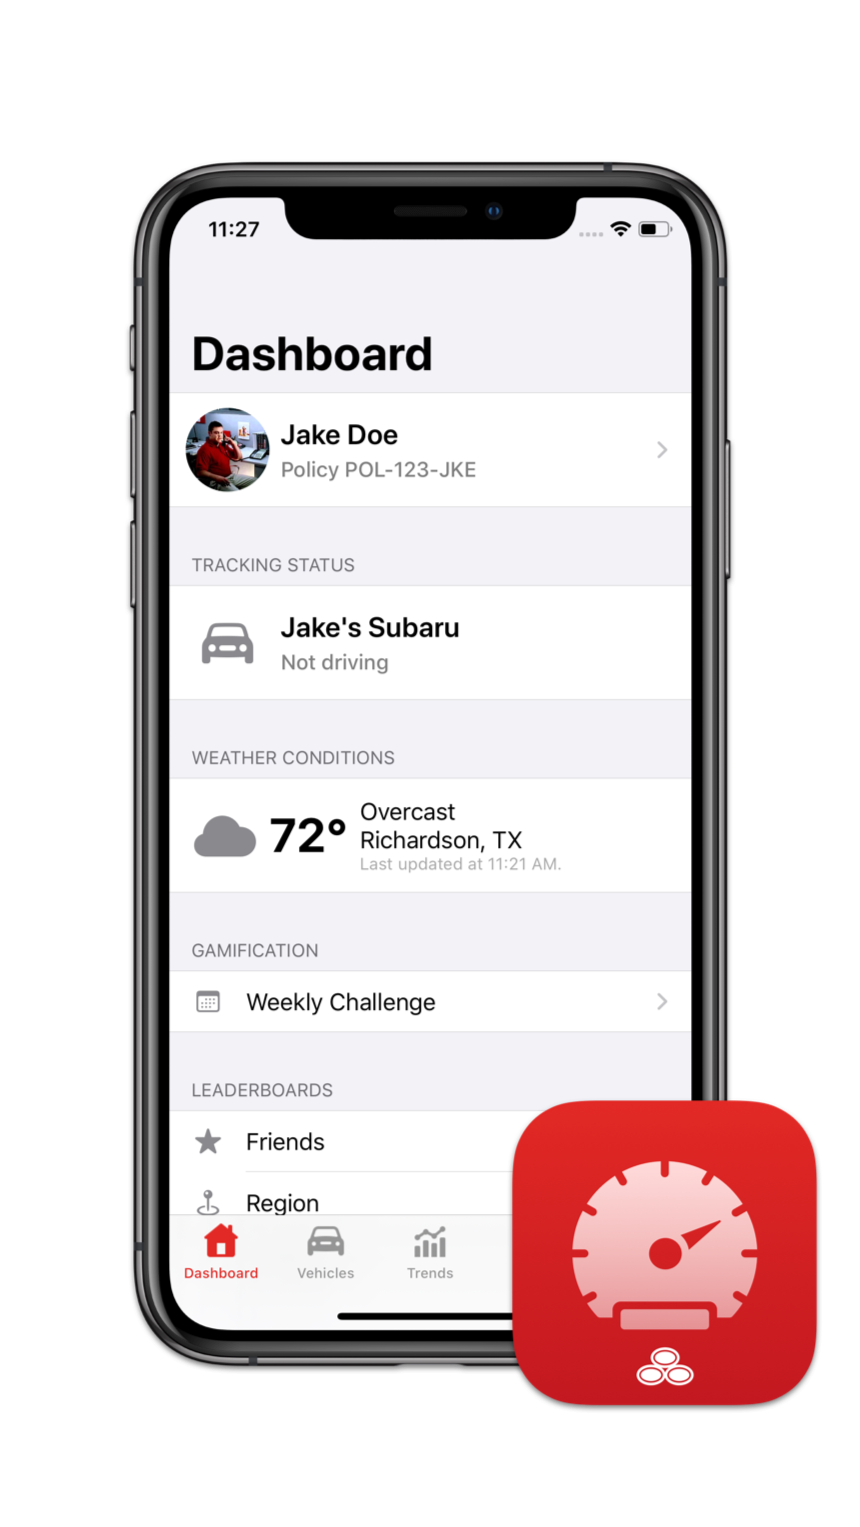 11:27
Dashboard
Jake Doe
Policy POL-123-JKE
TRACKING STATUS
Jake's Subaru
Not driving
WEATHER CONDITIONS
72°
Overcast
Richardson, TX
Last updated at 11:21 AM.
GAMIFICATION
Weekly Challenge
LEADERBOARDS
Friends
Region
Dashboard
Vehicles
Trends